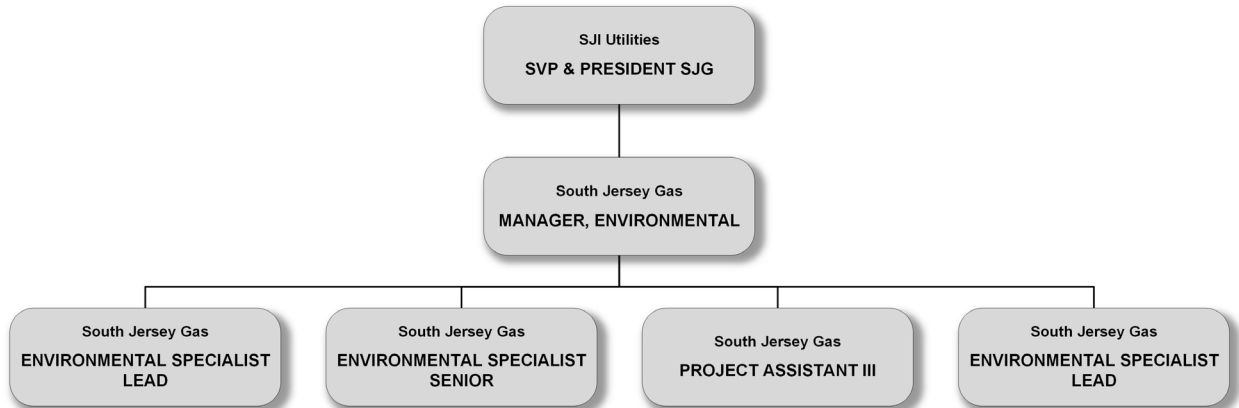 SJI Utilities
SVP & PRESIDENT SJG
South Jersey Gas
MANAGER, ENVIRONMENTAL
South Jersey Gas
ENVIRONMENTAL SPECIALIST
LEAD
South Jersey Gas
ENVIRONMENTAL SPECIALIST
SENIOR
South Jersey Gas
PROJECT ASSISTANT III
South Jersey Gas
ENVIRONMENTAL SPECIALIST
LEAD